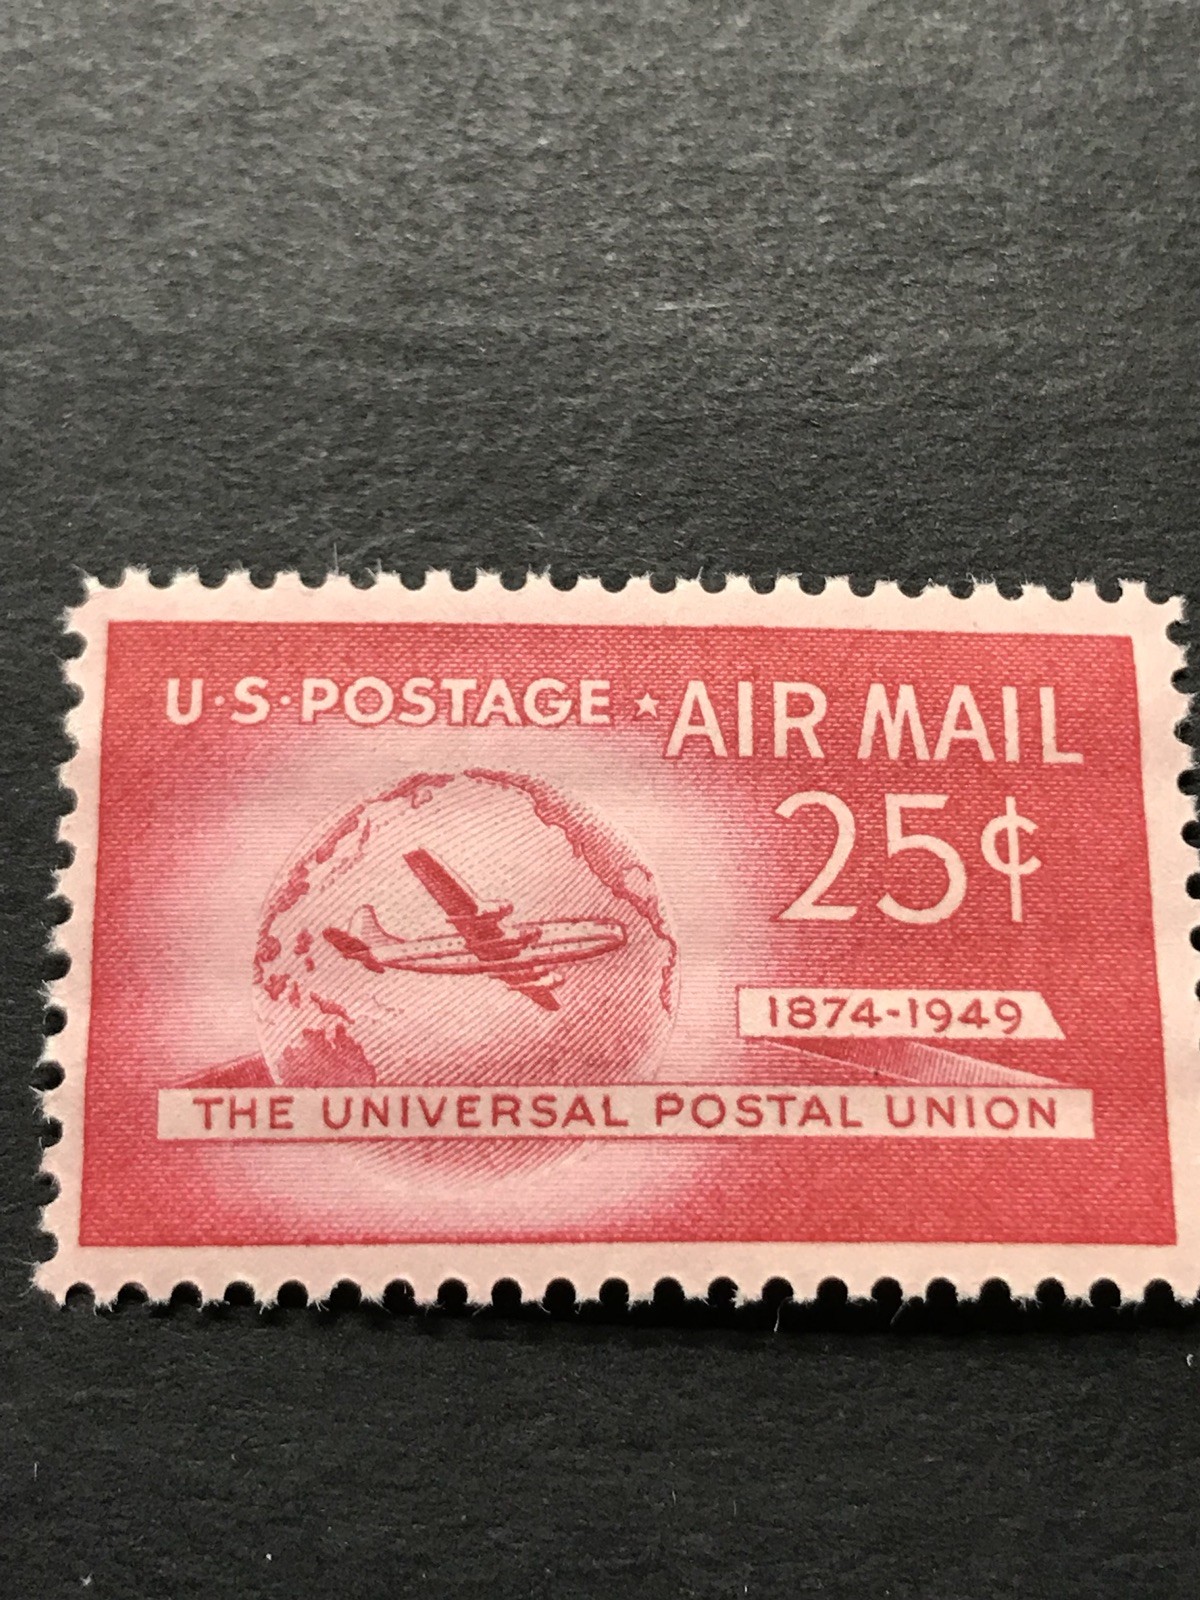 U·S·POSTAGE ★ AIR MAIL
25¢
1874-1949
THE UNIVERSAL POSTAL UNION